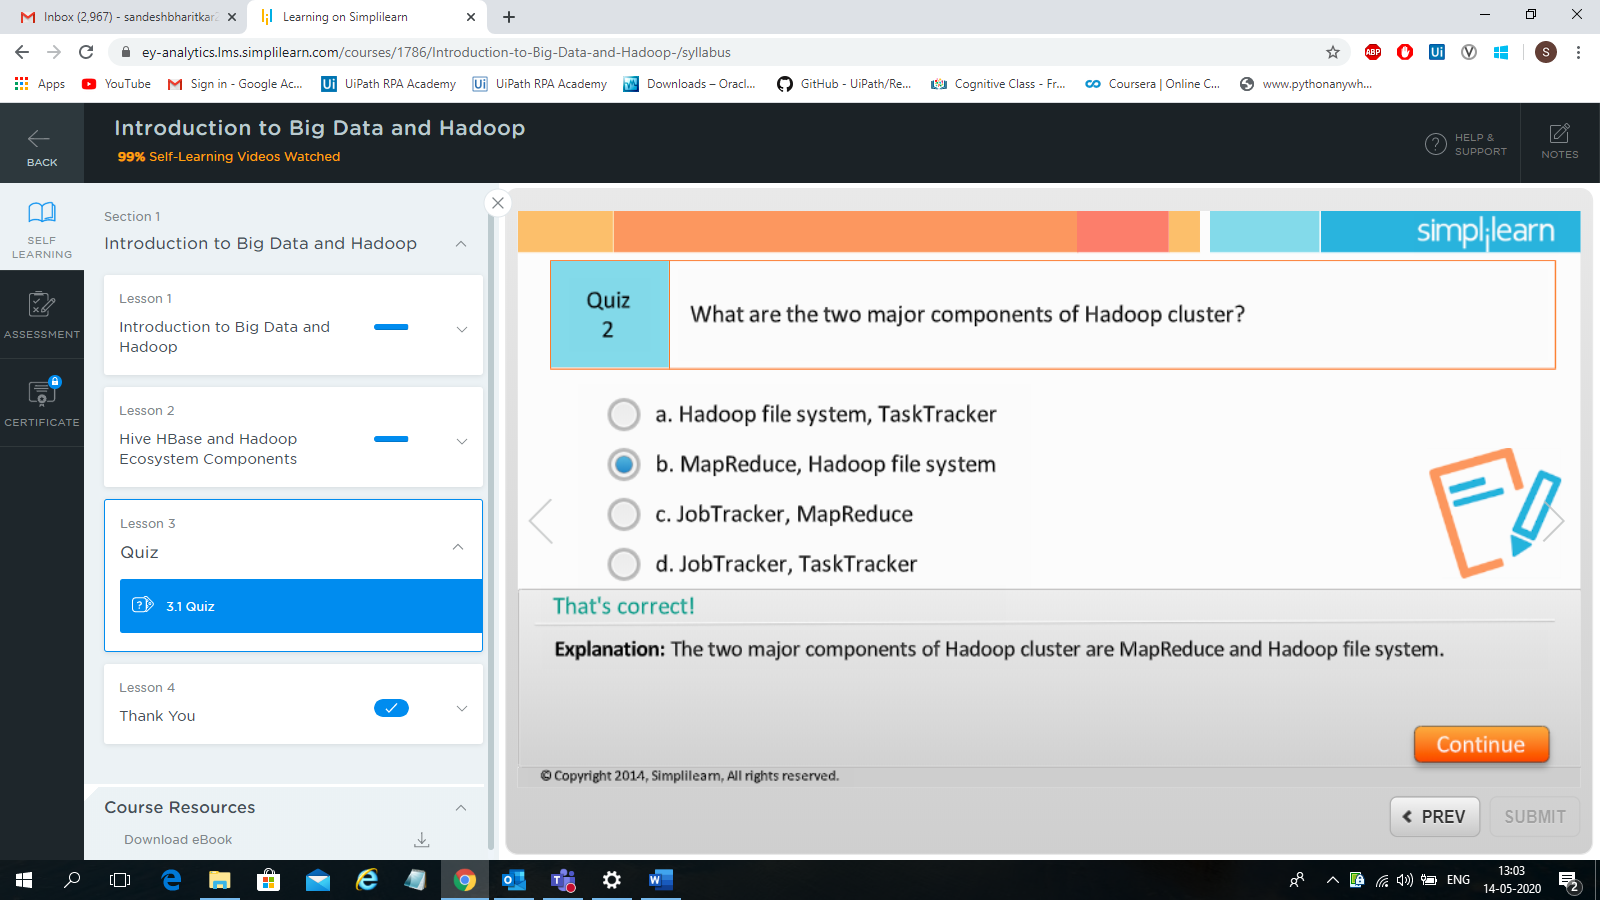 Inbox (2,967) - sandeshbharitkar2
Learning on Simplilearn
ey-analytics.lms.simplilearn.com/courses/1786/Introduction-to-Big-Data-and-Hadoop-/syllabus
ABP
Ui
S
Apps
YouTube
Sign in - Google Ac...
Ui
UiPath RPA Academy
Ui
UiPath RPA Academy
Downloads – Oracl...
GitHub - UiPath/Re...
Cognitive Class - Fr...
Coursera | Online C...
www.pythonanywh...
BACK
Introduction to Big Data and Hadoop
99% Self-Learning Videos Watched
HELP &
SUPPORT
NOTES
SELF
LEARNING
ASSESSMENT
CERTIFICATE
Section 1
Introduction to Big Data and Hadoop
Lesson 1
Introduction to Big Data and
Hadoop
Lesson 2
Hive HBase and Hadoop
Ecosystem Components
Lesson 3
Quiz
3.1 Quiz
Lesson 4
Thank You
Course Resources
Download eBook
simplilearn
Quiz
2
What are the two major components of Hadoop cluster?
a. Hadoop file system, TaskTracker
b. MapReduce, Hadoop file system
c. JobTracker, MapReduce
d. JobTracker, TaskTracker
That's correct!
Explanation: The two major components of Hadoop cluster are MapReduce and Hadoop file system.
Continue
© Copyright 2014, Simplilearn, All rights reserved.
PREV
SUBMIT
ENG
13:03
14-05-2020
2